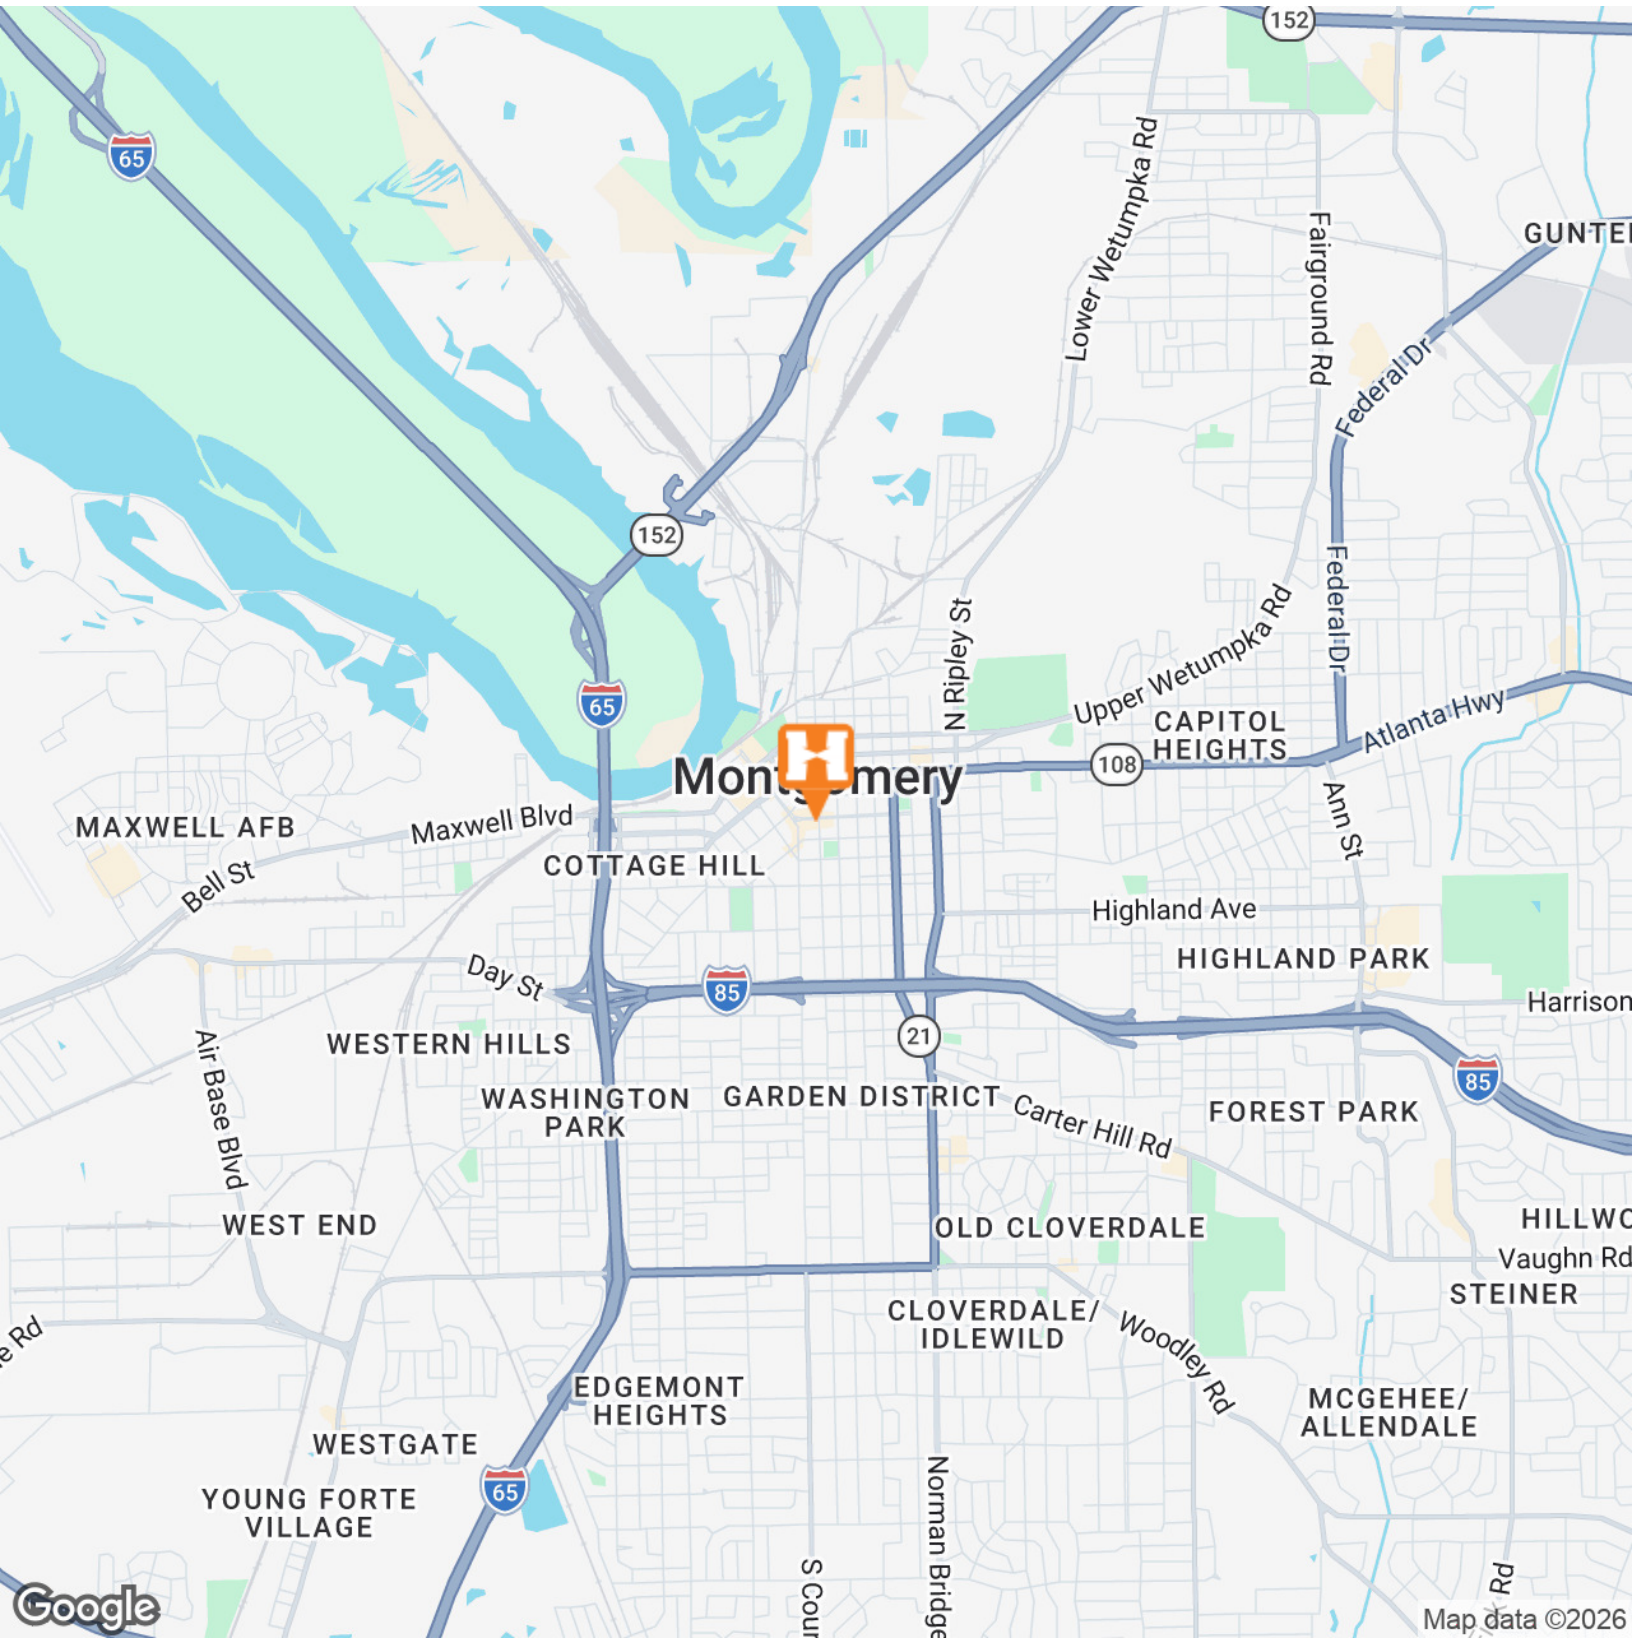 152
65
Lower Wetumpka Rd
Fairground Rd
GUNTE
Federal Dr
152
Federal Dr
N Ripley St
Upper Wetumpka Rd
65
CAPITOL
HEIGHTS
Atlanta Hwy
H
Montgomery
108
Ann St
MAXWELL AFB
Maxwell Blvd
Bell St
COTTAGE HILL
Highland Ave
HIGHLAND PARK
Day St
85
Harrison
21
Air Base Blvd
WESTERN HILLS
85
WASHINGTON
PARK
GARDEN DISTRICT
Carter Hill Rd
FOREST PARK
WEST END
OLD CLOVERDALE
HILLWO
Vaughn Rd
STEINER
CLOVERDALE/
IDLEWILD
Woodley Rd
e Rd
EDGEMONT
HEIGHTS
MCGEHEE/
ALLENDALE
WESTGATE
65
YOUNG FORTE
VILLAGE
Norman Bridge
S Cour
Rd
Google
Map data ©2026